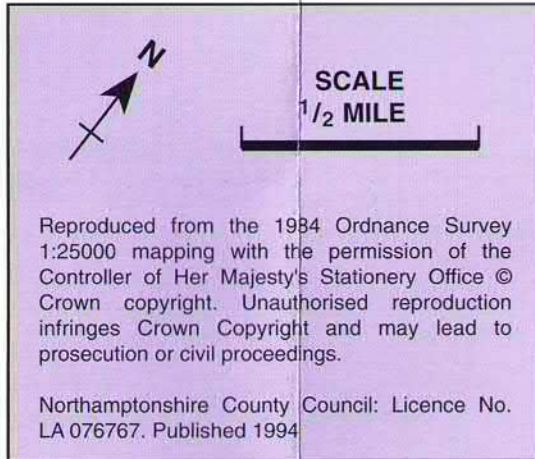 N
SCALE
1/2 MILE
Reproduced from the 1984 Ordnance Survey
1:25000 mapping with the permission of the
Controller of Her Majesty's Stationery Office ©
Crown copyright. Unauthorised reproduction
infringes Crown Copyright and may lead to
prosecution or civil proceedings.
Northamptonshire County Council: Licence No.
LA 076767. Published 1994